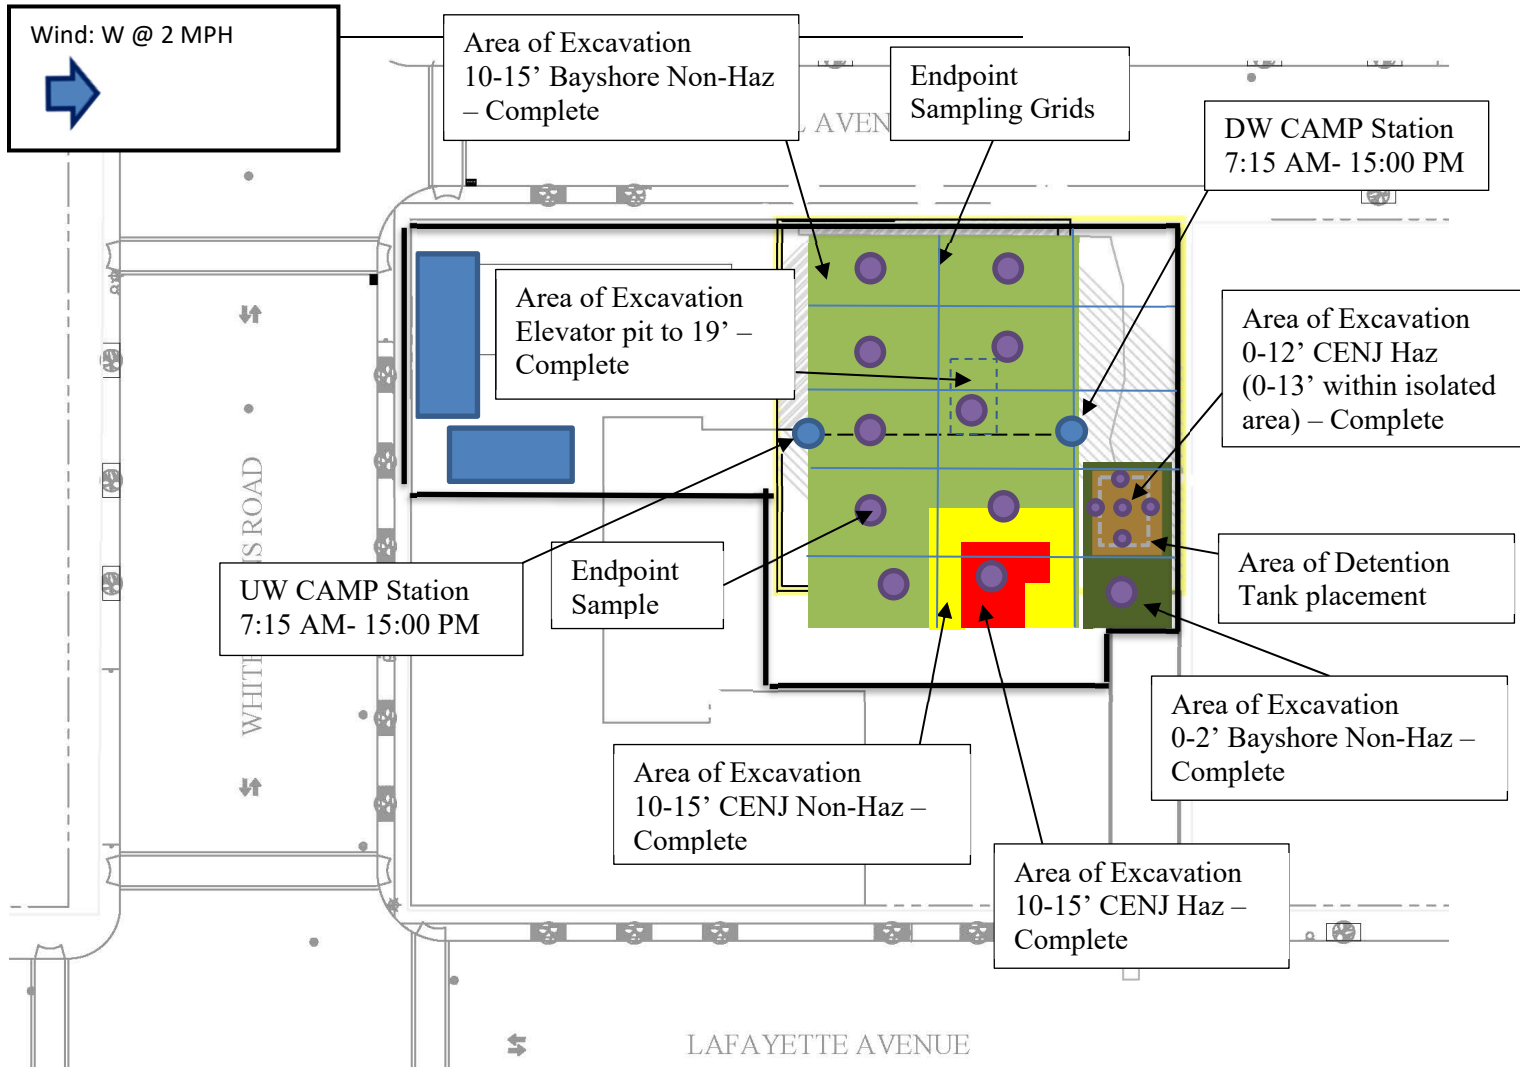 Wind: W @ 2 MPH
Area of Excavation
10-15’ Bayshore Non-Haz
– Complete
Endpoint
Sampling Grids
DW CAMP Station
7:15 AM- 15:00 PM
Area of Excavation
Elevator pit to 19’ –
Complete
Area of Excavation
0-12’ CENJ Haz
(0-13’ within isolated
area) – Complete
UW CAMP Station
7:15 AM- 15:00 PM
Endpoint
Sample
Area of Detention
Tank placement
Area of Excavation
0-2’ Bayshore Non-Haz –
Complete
Area of Excavation
10-15’ CENJ Non-Haz –
Complete
Area of Excavation
10-15’ CENJ Haz –
Complete
ROAD
LAFAYETTE AVENUE